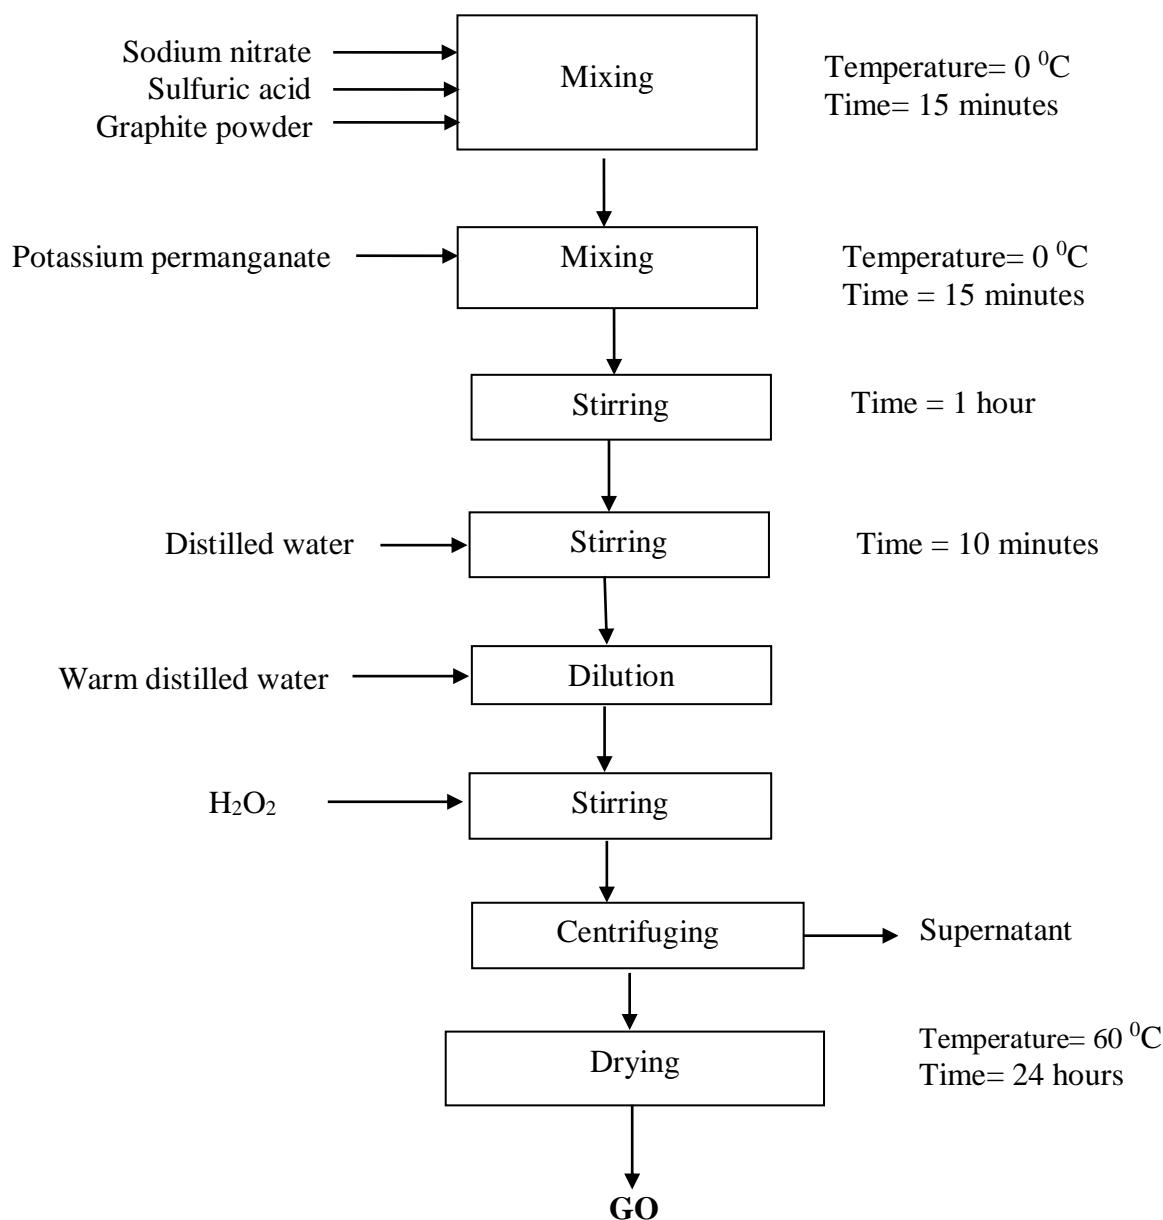 Sodium nitrate
Sulfuric acid
Graphite powder
Mixing
Temperature= 0 ⁰C
Time= 15 minutes
Potassium permanganate
Mixing
Temperature= 0 ⁰C
Time = 15 minutes
Stirring
Time = 1 hour
Distilled water
Stirring
Time = 10 minutes
Warm distilled water
Dilution
H₂O₂
Stirring
Centrifuging
Supernatant
Drying
Temperature= 60 ⁰C
Time= 24 hours
GO